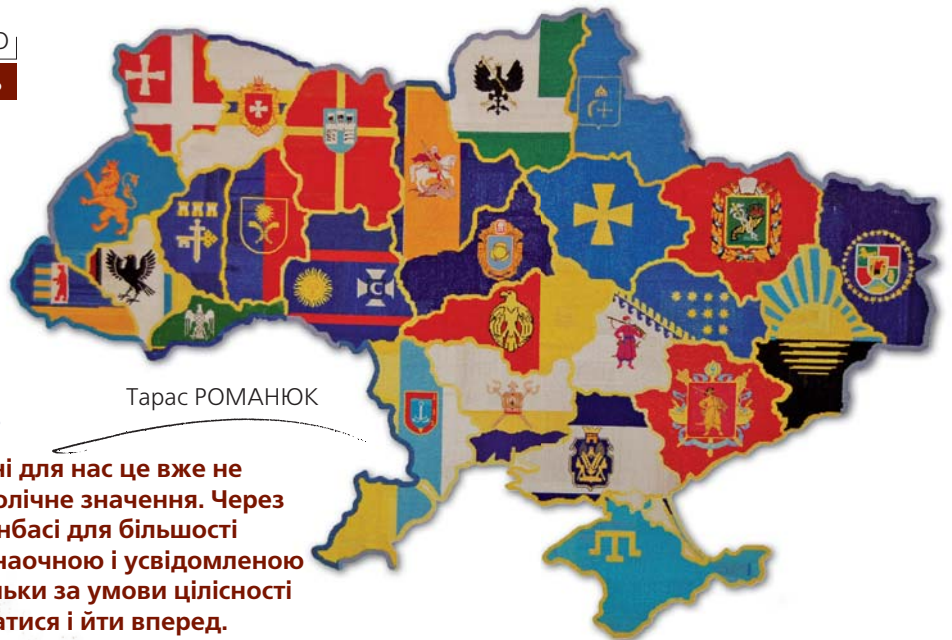 Тарас РОМАНЮК
ні для нас це вже не
олічне значення. Через
нбасі для більшості
наочною і усвідомленою
льки за умови цілісності
атися і йти вперед.
С